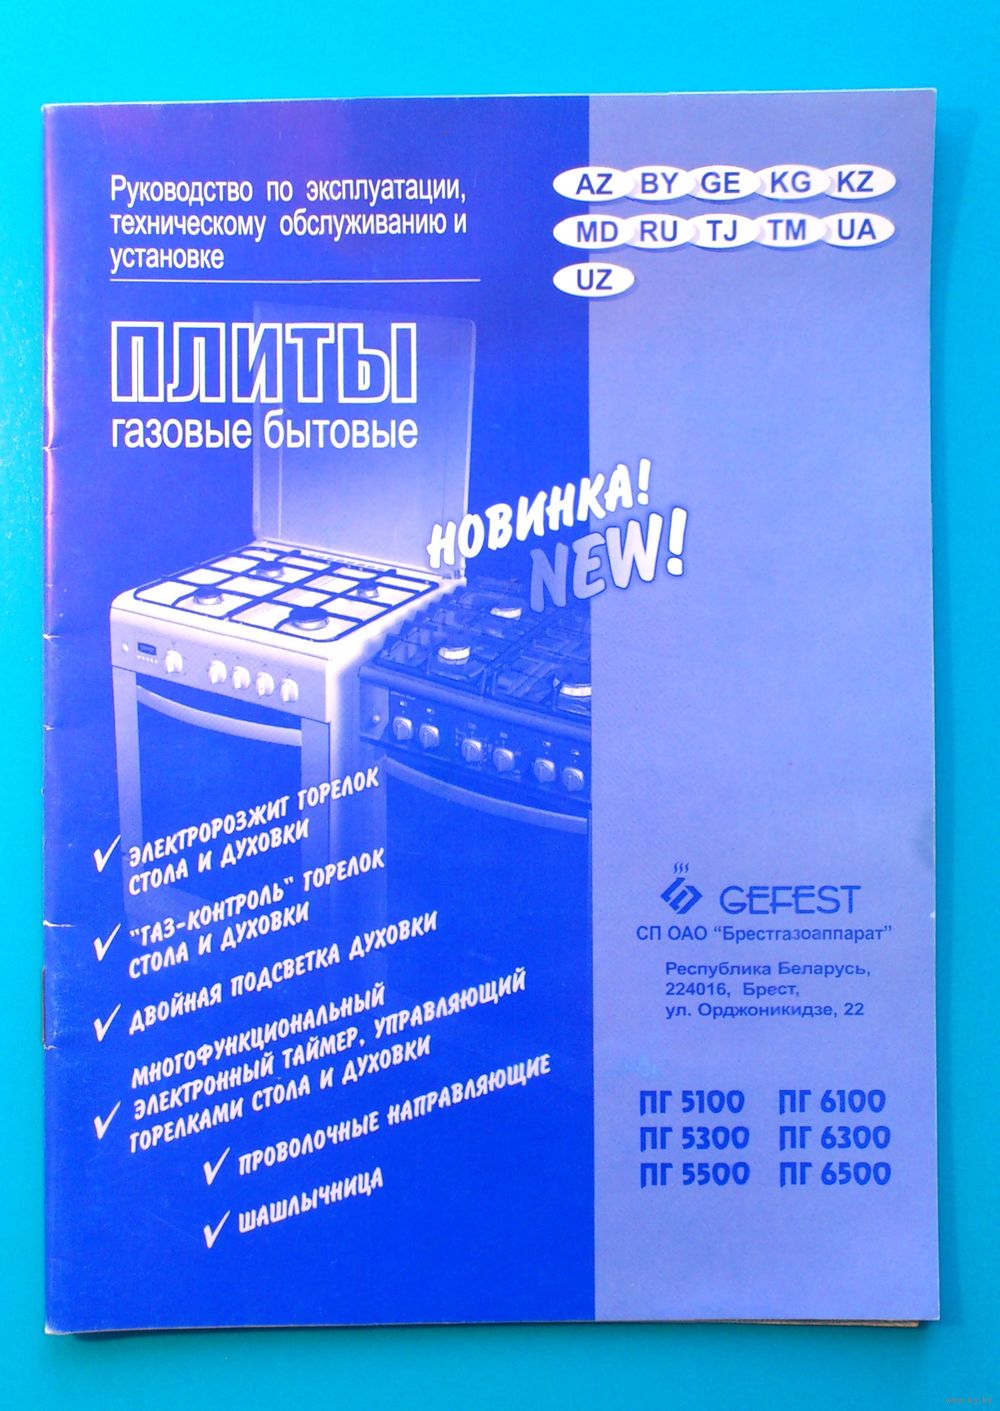 Руководство по эксплуатации,
техническому обслуживанию и
установке
AZ BY GE KG KZ
MD RU TJ TM UA
UZ
ПЛИТЫ
газовые бытовые
НОВИНКА!
NEW!
ЭЛЕКТРОРОЗЖИГ ГОРЕЛОК
СТОЛА И ДУХОВКИ
"ГАЗ-КОНТРОЛЬ" ГОРЕЛОК
СТОЛА И ДУХОВКИ
ДВОЙНАЯ ПОДСВЕТКА ДУХОВКИ
МНОГОФУНКЦИОНАЛЬНЫЙ
ЭЛЕКТРОННЫЙ ТАЙМЕР, УПРАВЛЯЮЩИЙ
ГОРЕЛКАМИ СТОЛА И ДУХОВКИ
ПРОВОЛОЧНЫЕ НАПРАВЛЯЮЩИЕ
ШАШЛЫЧНИЦА
GEFEST
СП ОАО "Брестгазоаппарат"
Республика Беларусь,
224016, Брест,
ул. Орджоникидзе, 22
ПГ 5100 ПГ 6100
ПГ 5300 ПГ 6300
ПГ 5500 ПГ 6500